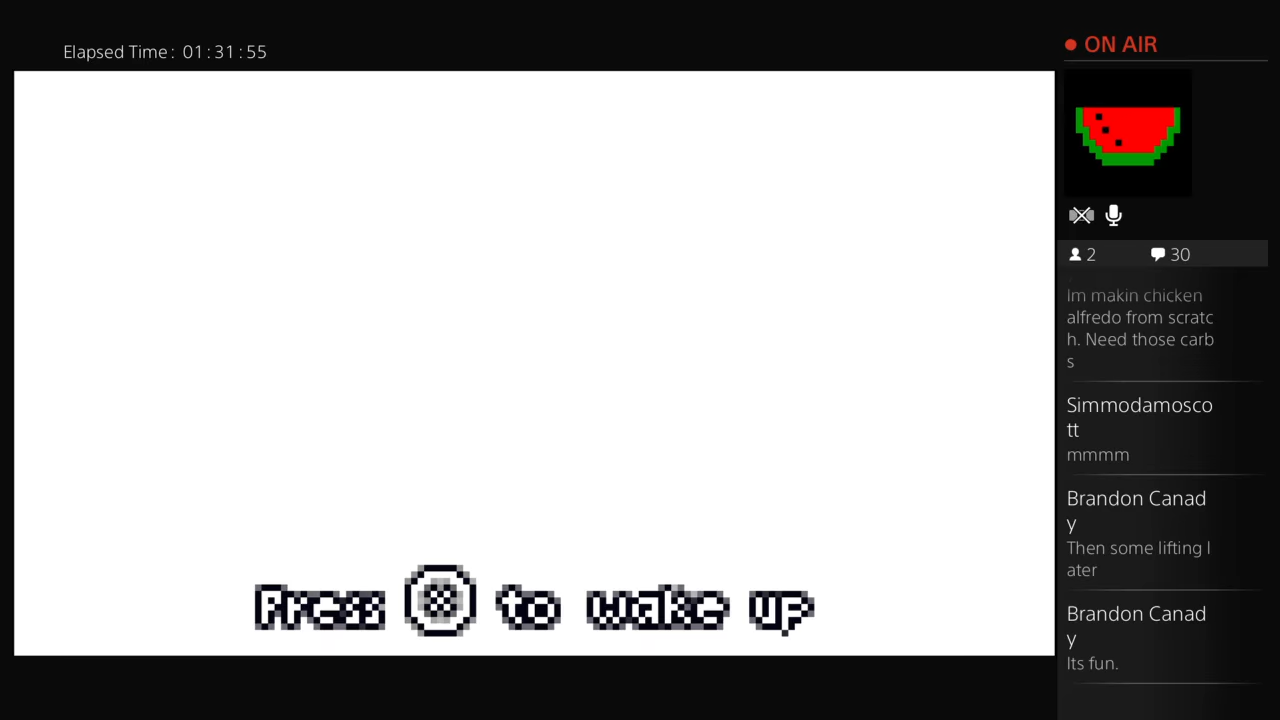 Elapsed Time: 01:31:55
ON AIR
2 30
Im makin chicken
alfredo from scratc
h. Need those carb
s
Simmodamosco
tt
mmmm
Brandon Canad
y
Then some lifting l
ater
Brandon Canad
y
Its fun.
Press to wake up